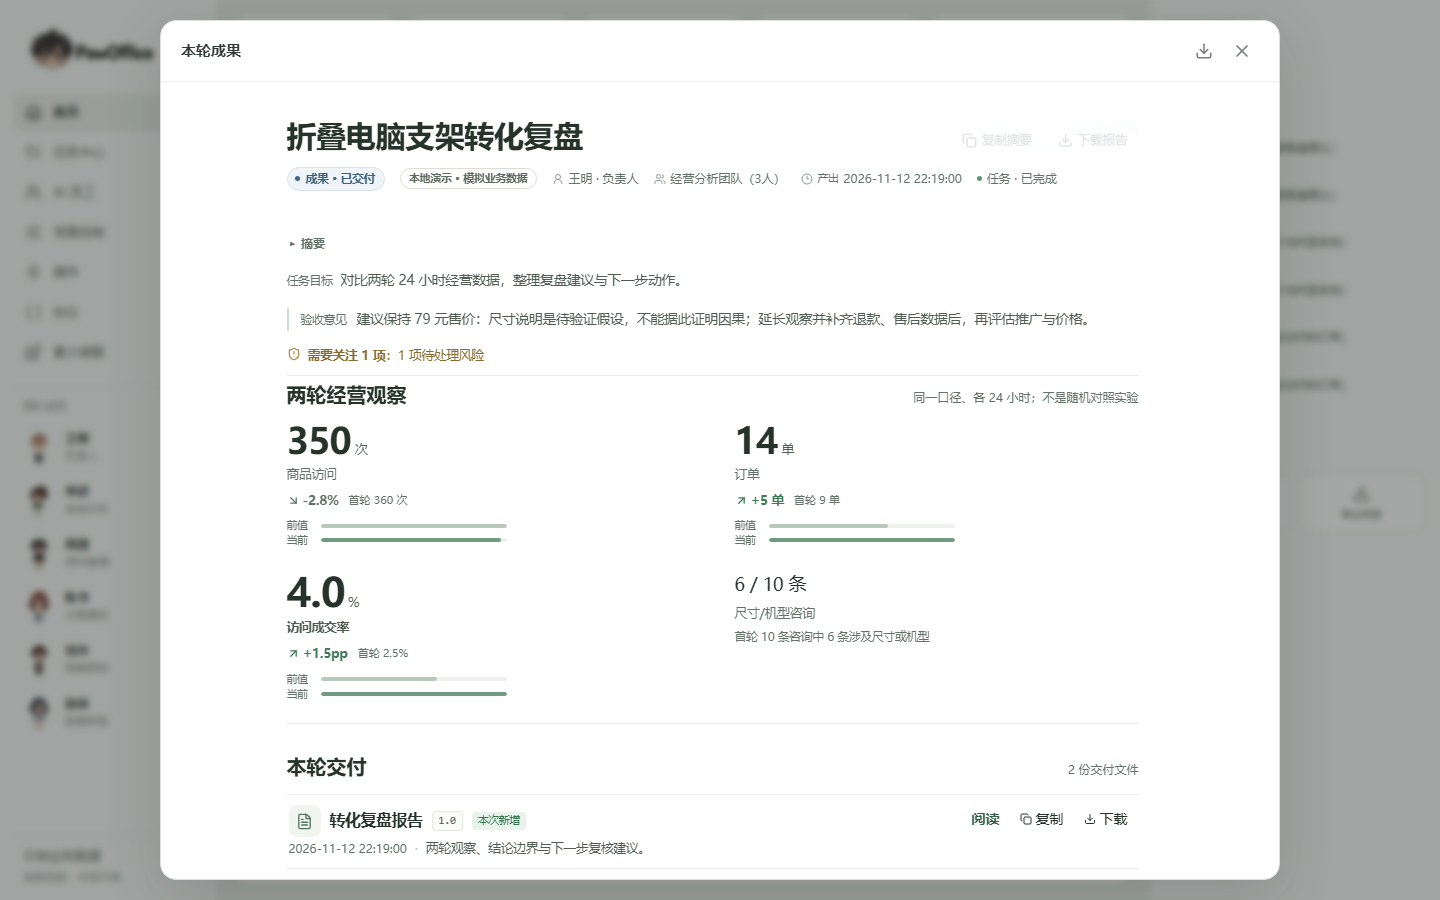 本轮成果
折叠电脑支架转化复盘
复制摘要 下载报告
成果 • 已交付 本地演示 • 模拟业务数据 王明 · 负责人 经营分析团队（3人） 产出 2026-11-12 22:19:00 任务 · 已完成
摘要
任务目标 对比两轮 24 小时经营数据，整理复盘建议与下一步动作。
验收意见 建议保持 79 元售价：尺寸说明是待验证假设，不能据此证明因果；延长观察并补齐退款、售后数据后，再评估推广与价格。
需要关注 1 项：1 项待处理风险
两轮经营观察
同一口径、各 24 小时；不是随机对照实验
350 次
商品访问
-2.8% 首轮 360 次
前值
当前
14 单
订单
+5 单 首轮 9 单
前值
当前
4.0 %
访问成交率
+1.5pp 首轮 2.5%
前值
当前
6 / 10 条
尺寸/机型咨询
首轮 10 条咨询中 6 条涉及尺寸或机型
本轮交付
2 份交付文件
转化复盘报告 1.0 本次新增
阅读 复制 下载
2026-11-12 22:19:00 · 两轮观察、结论边界与下一步复核建议。